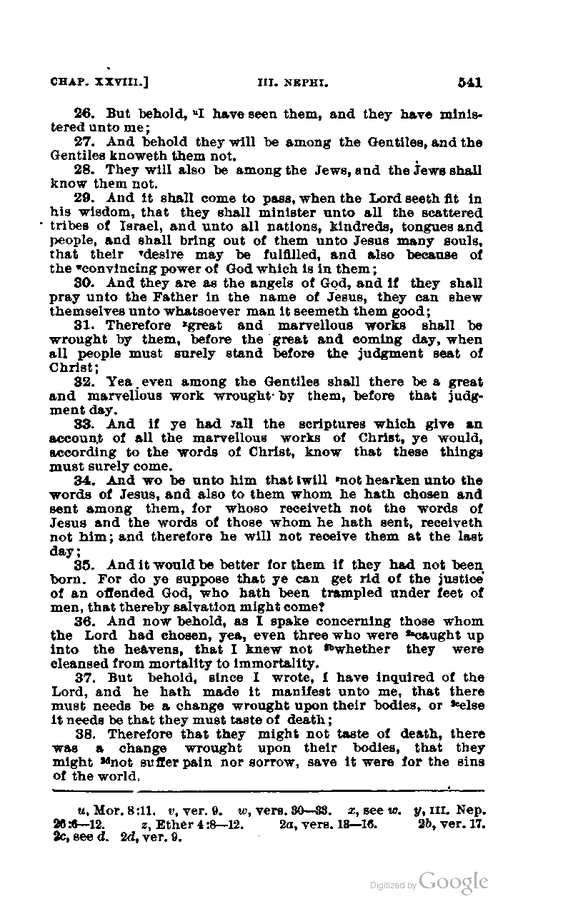 CHAP. XXVIII.] III. NEPHI. 541
26. But behold, ᵘI have seen them, and they have minis-
tered unto me;
27. And behold they will be among the Gentiles, and the
Gentiles knoweth them not.
28. They will also be among the Jews, and the Jews shall
know them not.
29. And it shall come to pass, when the Lord seeth fit in
his wisdom, that they shall minister unto all the scattered
tribes of Israel, and unto all nations, kindreds, tongues and
people, and shall bring out of them unto Jesus many souls,
that their ᵛdesire may be fulfilled, and also because of
the ʷconvincing power of God which is in them;
30. And they are as the angels of God, and if they shall
pray unto the Father in the name of Jesus, they can shew
themselves unto whatsoever man it seemeth them good;
31. Therefore ˣgreat and marvellous works shall be
wrought by them, before the great and coming day, when
all people must surely stand before the judgment seat of
Christ;
32. Yea even among the Gentiles shall there be a great
and marvellous work wrought by them, before that judg-
ment day.
33. And if ye had ʸall the scriptures which give an
account of all the marvellous works of Christ, ye would,
according to the words of Christ, know that these things
must surely come.
34. And wo be unto him that will ᶻnot hearken unto the
words of Jesus, and also to them whom he hath chosen and
sent among them, for whoso receiveth not the words of
Jesus and the words of those whom he hath sent, receiveth
not him; and therefore he will not receive them at the last
day;
35. And it would be better for them if they had not been
born. For do ye suppose that ye can get rid of the justice
of an offended God, who hath been trampled under feet of
men, that thereby salvation might come?
36. And now behold, as I spake concerning those whom
the Lord had chosen, yea, even three who were ²ᵃcaught up
into the heavens, that I knew not ²ᵇwhether they were
cleansed from mortality to immortality.
37. But behold, since I wrote, I have inquired of the
Lord, and he hath made it manifest unto me, that there
must needs be a change wrought upon their bodies, or ²ᶜelse
it needs be that they must taste of death;
38. Therefore that they might not taste of death, there
was a change wrought upon their bodies, that they
might ²ᵈnot suffer pain nor sorrow, save it were for the sins
of the world.
u, Mor. 8:11. v, ver. 9. w, vers. 30—33. x, see w. y, III. Nep.
26:6—12. z, Ether 4:8—12. 2a, vers. 13—16. 2b, ver. 17.
2c, see d. 2d, ver. 9.
Digitized by Google